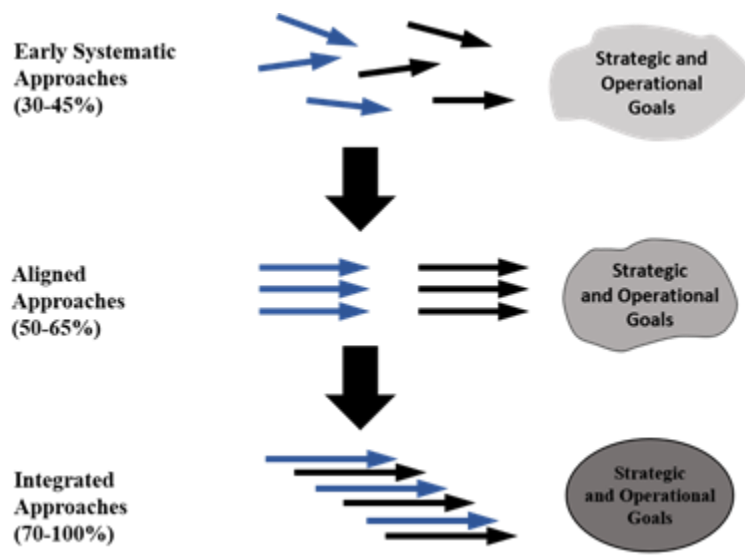 Early Systematic
Approaches
(30-45%)
Strategic and
Operational
Goals
Aligned
Approaches
(50-65%)
Strategic
and Operational
Goals
Integrated
Approaches
(70-100%)
Strategic
and Operational
Goals